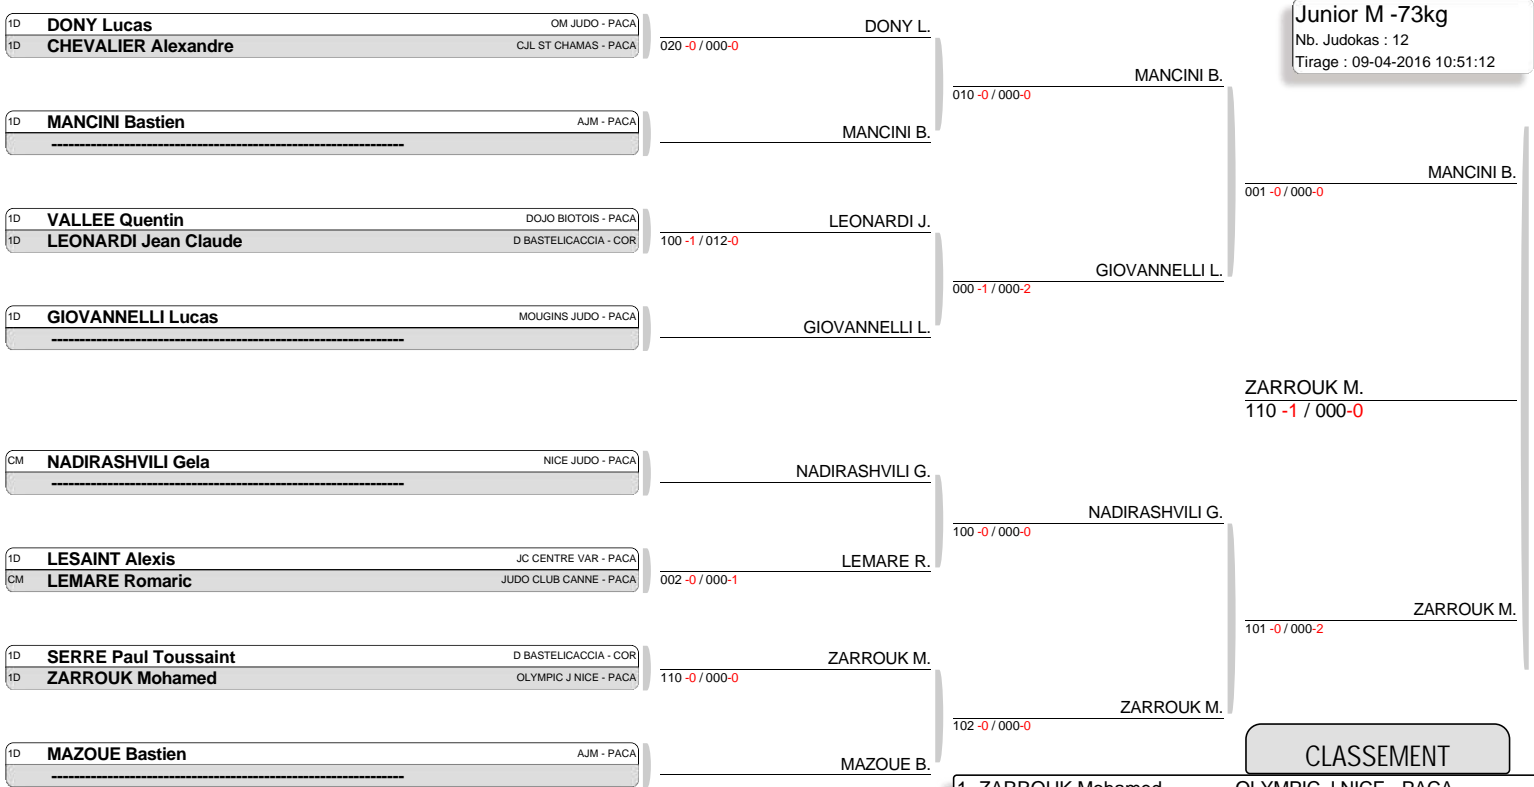 Junior M -73kg
Nb. Judokas : 12
Tirage : 09-04-2016 10:51:12
1D DONY Lucas OM JUDO - PACA
1D CHEVALIER Alexandre CJL ST CHAMAS - PACA
DONY L.
020 -0 / 000-0
MANCINI B.
010 -0 / 000-0
1D MANCINI Bastien AJM - PACA
----------------------------------------------------------------
MANCINI B.
MANCINI B.
001 -0 / 000-0
1D VALLEE Quentin DOJO BIOTOIS - PACA
1D LEONARDI Jean Claude D BASTELICACCIA - COR
LEONARDI J.
100 -1 / 012-0
GIOVANNELLI L.
000 -1 / 000-2
1D GIOVANNELLI Lucas MOUGINS JUDO - PACA
----------------------------------------------------------------
GIOVANNELLI L.
ZARROUK M.
110 -1 / 000-0
CM NADIRASHVILI Gela NICE JUDO - PACA
----------------------------------------------------------------
NADIRASHVILI G.
NADIRASHVILI G.
100 -0 / 000-0
1D LESAINT Alexis JC CENTRE VAR - PACA
CM LEMARE Romaric JUDO CLUB CANNE - PACA
LEMARE R.
002 -0 / 000-1
ZARROUK M.
101 -0 / 000-2
1D SERRE Paul Toussaint D BASTELICACCIA - COR
1D ZARROUK Mohamed OLYMPIC J NICE - PACA
ZARROUK M.
110 -0 / 000-0
ZARROUK M.
102 -0 / 000-0
1D MAZOUE Bastien AJM - PACA
----------------------------------------------------------------
MAZOUE B.
CLASSEMENT
1 ZARROUK Mohamed OLYMPIC J NICE - PACA